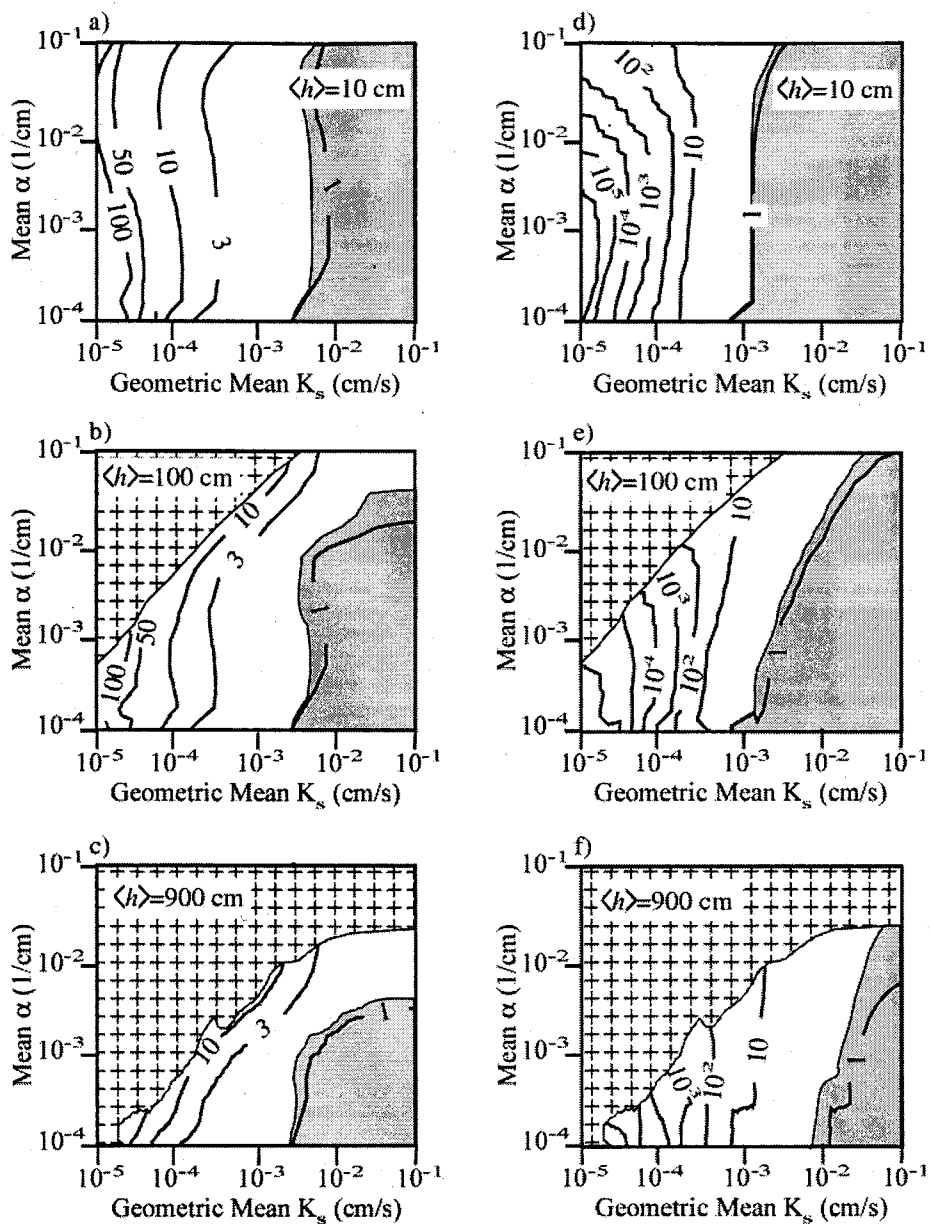 a)
10⁻¹
10⁻²
10⁻³
10⁻⁴
Mean α (1/cm)
⟨h⟩=10 cm
50
100
10
3
1
10⁻⁵ 10⁻⁴ 10⁻³ 10⁻² 10⁻¹
Geometric Mean Kₛ (cm/s)
d)
10⁻¹
10⁻²
10⁻³
10⁻⁴
Mean α (1/cm)
⟨h⟩=10 cm
10²
10⁵
10⁴
10³
10
1
10⁻⁵ 10⁻⁴ 10⁻³ 10⁻² 10⁻¹
Geometric Mean Kₛ (cm/s)
b)
10⁻¹
10⁻²
10⁻³
10⁻⁴
Mean α (1/cm)
⟨h⟩=100 cm
10
3
50
100
1
10⁻⁵ 10⁻⁴ 10⁻³ 10⁻² 10⁻¹
Geometric Mean Kₛ (cm/s)
e)
10⁻¹
10⁻²
10⁻³
10⁻⁴
Mean α (1/cm)
⟨h⟩=100 cm
10
10³
10⁴
10²
1
10⁻⁵ 10⁻⁴ 10⁻³ 10⁻² 10⁻¹
Geometric Mean Kₛ (cm/s)
c)
10⁻¹
10⁻²
10⁻³
10⁻⁴
Mean α (1/cm)
⟨h⟩=900 cm
10
3
1
10⁻⁵ 10⁻⁴ 10⁻³ 10⁻² 10⁻¹
Geometric Mean Kₛ (cm/s)
f)
10⁻¹
10⁻²
10⁻³
10⁻⁴
Mean α (1/cm)
⟨h⟩=900 cm
10³
10²
10
1
10⁻⁵ 10⁻⁴ 10⁻³ 10⁻² 10⁻¹
Geometric Mean Kₛ (cm/s)